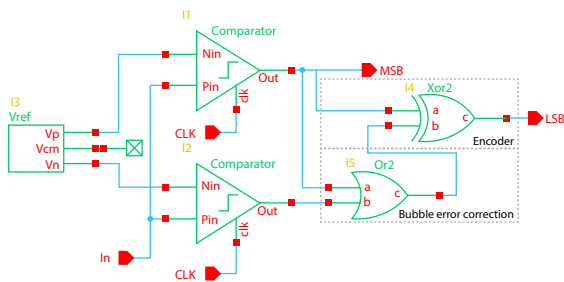 I1
Comparator
Nin
Pin
Out
clk
CLK
MSB
I3
Vref
Vp
Vcm
Vn
I4
Xor2
a
b
c
LSB
Encoder
I2
Comparator
Nin
Pin
Out
clk
CLK
In
I5
Or2
a
b
c
Bubble error correction